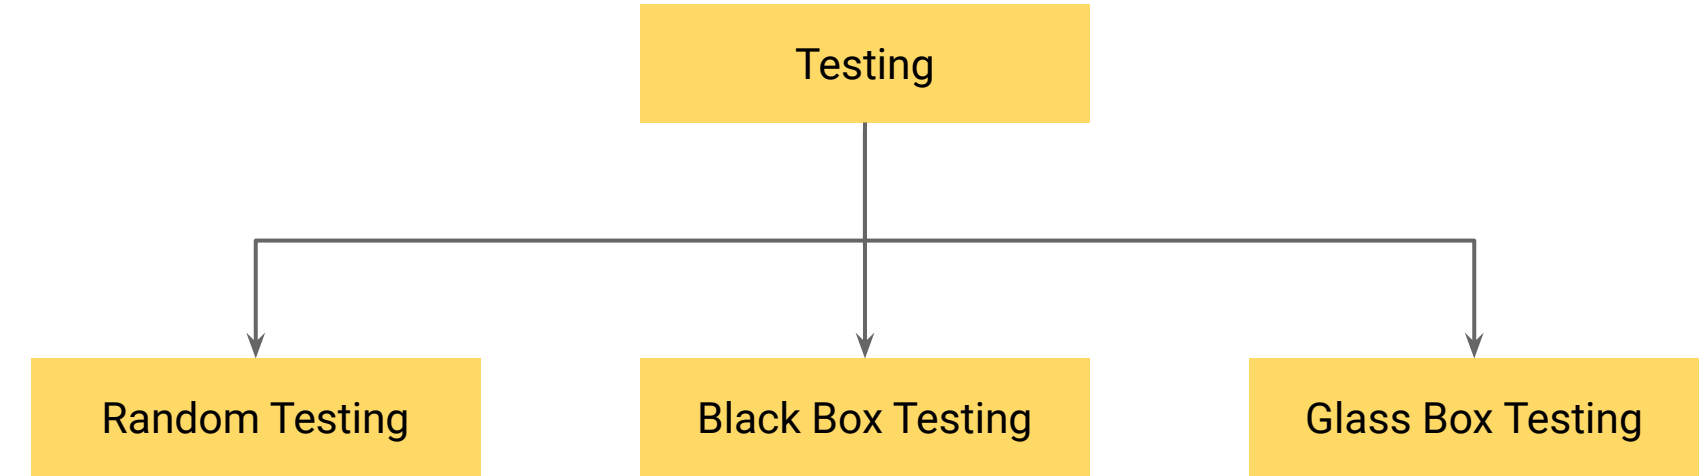 Testing
Random Testing
Black Box Testing
Glass Box Testing